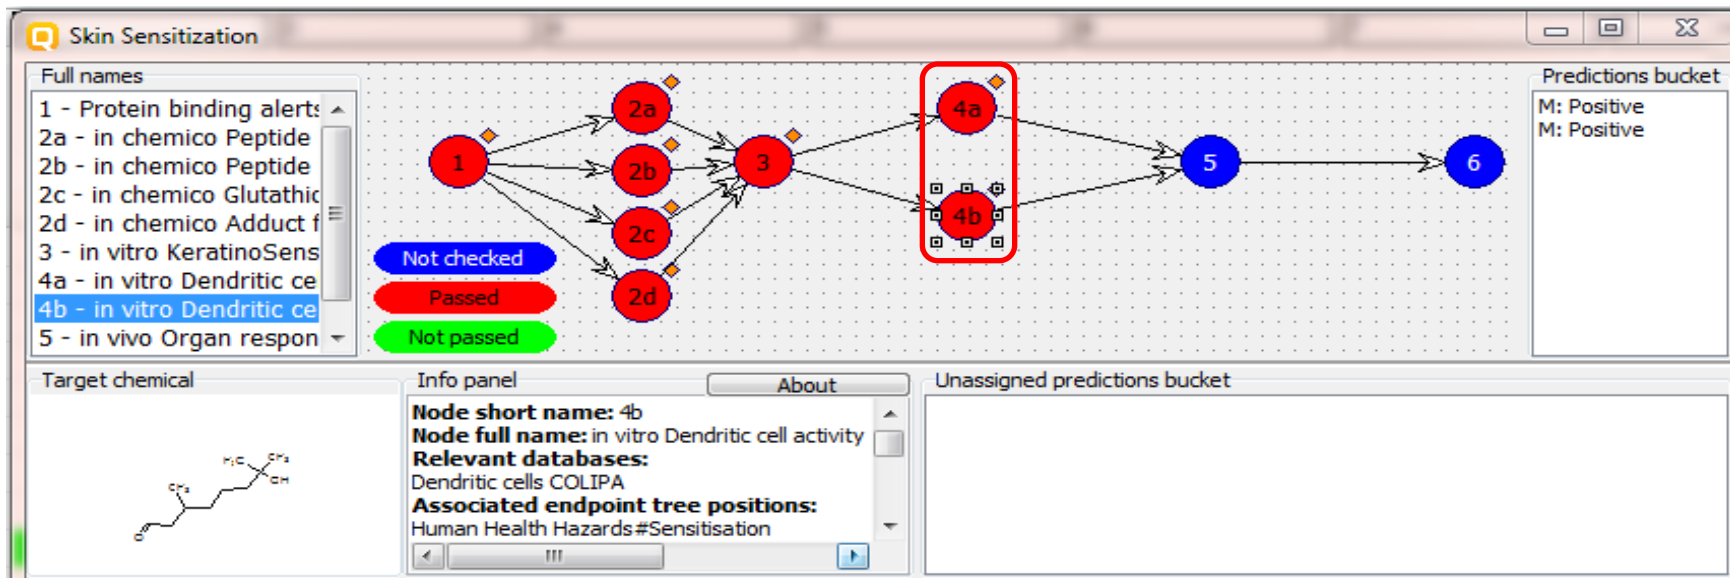 Skin Sensitization
Full names
1 - Protein binding alerts
2a - in chemico Peptide
2b - in chemico Peptide
2c - in chemico Glutathic
2d - in chemico Adduct f
3 - in vitro KeratinoSens
4a - in vitro Dendritic ce
4b - in vitro Dendritic ce
5 - in vivo Organ respon
1
2a
2b
2c
2d
3
4a
4b
5
6
Not checked
Passed
Not passed
Predictions bucket
M: Positive
M: Positive
Target chemical
H₃C
CH₃
OH
CH₃
O
Info panel
About
Node short name: 4b
Node full name: in vitro Dendritic cell activity
Relevant databases:
Dendritic cells COLIPA
Associated endpoint tree positions:
Human Health Hazards#Sensitisation
Unassigned predictions bucket